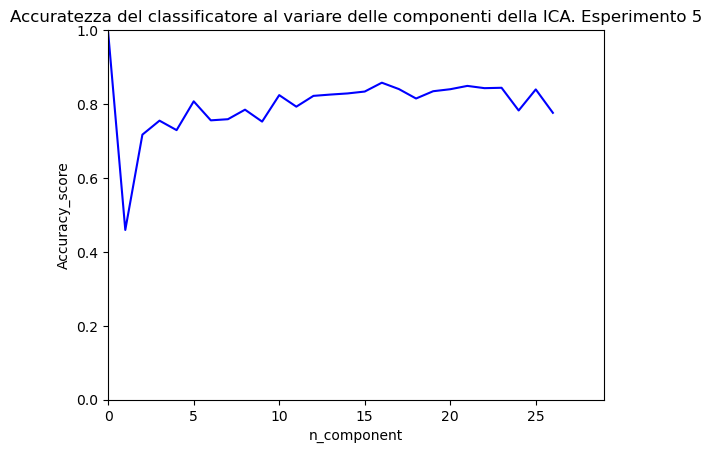 Accuratezza del classificatore al variare delle componenti della ICA. Esperimento 5
1.0
0.8
0.6
0.4
0.2
0.0
Accuracy_score
0 5 10 15 20 25
n_component